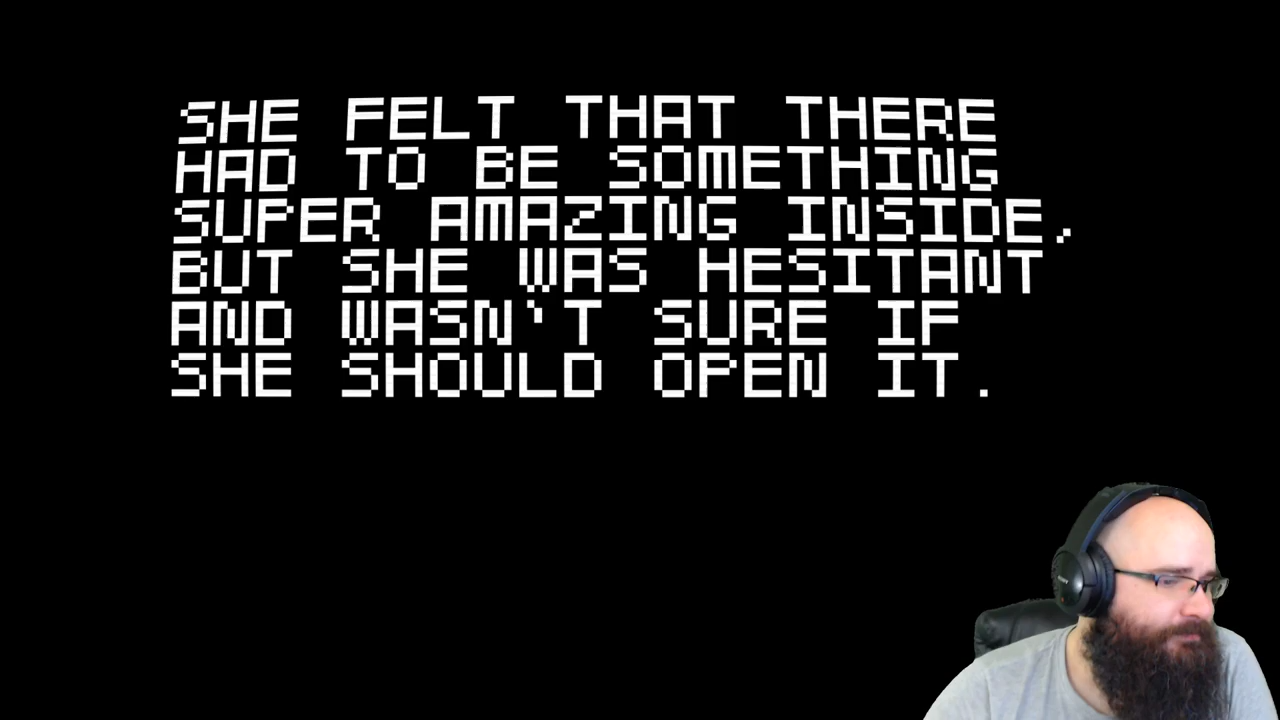 SHE FELT THAT THERE
HAD TO BE SOMETHING
SUPER AMAZING INSIDE,
BUT SHE WAS HESITANT
AND WASN'T SURE IF
SHE SHOULD OPEN IT.